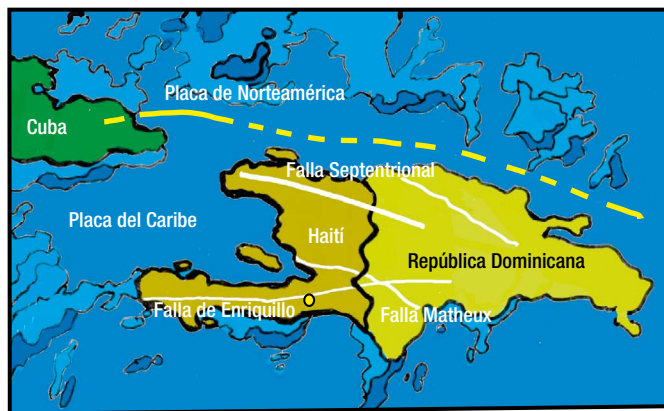 Placa de Norteamérica
Cuba
Falla Septentrional
Placa del Caribe
Haití
República Dominicana
Falla de Enriquillo
Falla Matheux